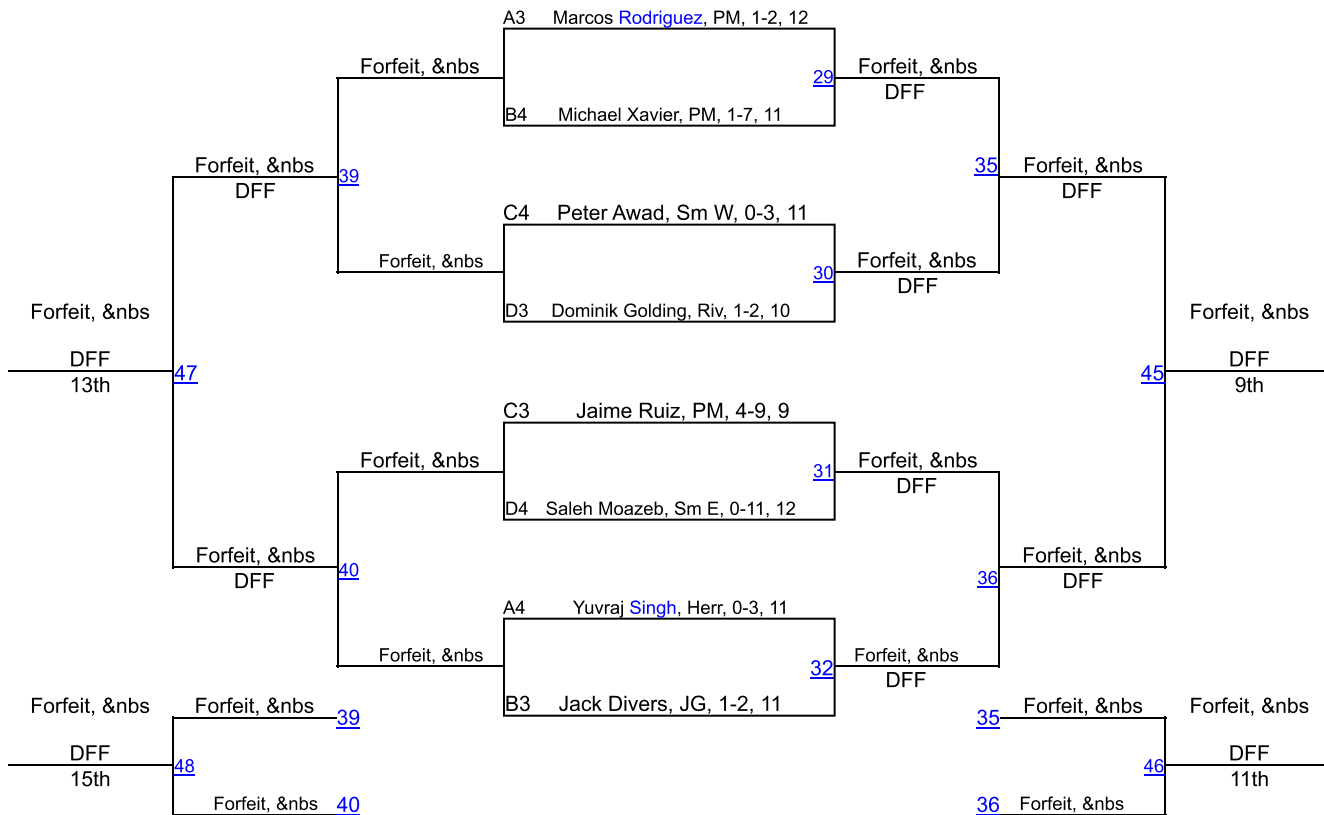 A3 Marcos Rodriguez, PM, 1-2, 12
Forfeit, &nbs
Forfeit, &nbs
29
DFF
B4 Michael Xavier, PM, 1-7, 11
Forfeit, &nbs
39
DFF
35
Forfeit, &nbs
DFF
C4 Peter Awad, Sm W, 0-3, 11
Forfeit, &nbs
Forfeit, &nbs
30
DFF
D3 Dominik Golding, Riv, 1-2, 10
Forfeit, &nbs
Forfeit, &nbs
DFF
13th
47
45
DFF
9th
C3 Jaime Ruiz, PM, 4-9, 9
Forfeit, &nbs
Forfeit, &nbs
31
DFF
D4 Saleh Moazeb, Sm E, 0-11, 12
Forfeit, &nbs
40
DFF
36
Forfeit, &nbs
DFF
A4 Yuvraj Singh, Herr, 0-3, 11
Forfeit, &nbs
Forfeit, &nbs
32
DFF
B3 Jack Divers, JG, 1-2, 11
Forfeit, &nbs
Forfeit, &nbs
39
35
Forfeit, &nbs
Forfeit, &nbs
DFF
15th
48
46
DFF
11th
Forfeit, &nbs
40
36
Forfeit, &nbs